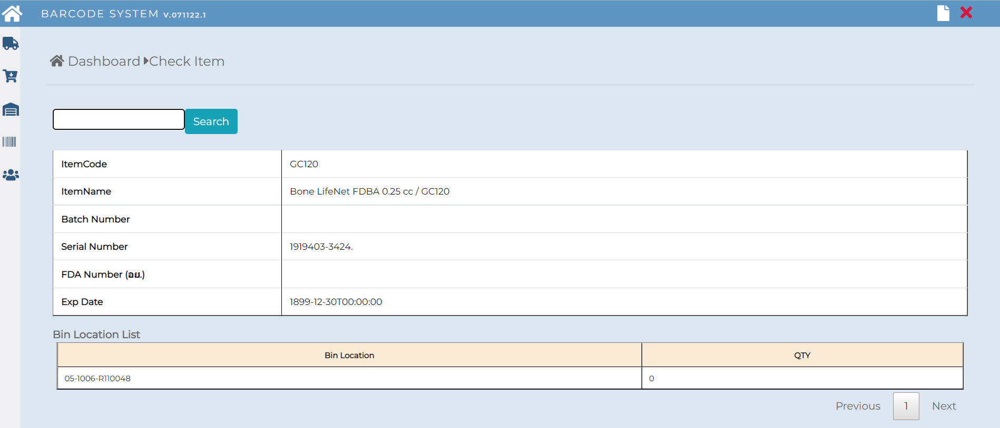 BARCODE SYSTEM V.071122.1
Dashboard Check Item
Search
ItemCode GC120
ItemName Bone LifeNet FDBA 0.25 cc / GC120
Batch Number
Serial Number 1919403-3424.
FDA Number (อย.)
Exp Date 1899-12-30T00:00:00
Bin Location List
Bin Location QTY
05-1006-R110048 0
Previous 1 Next